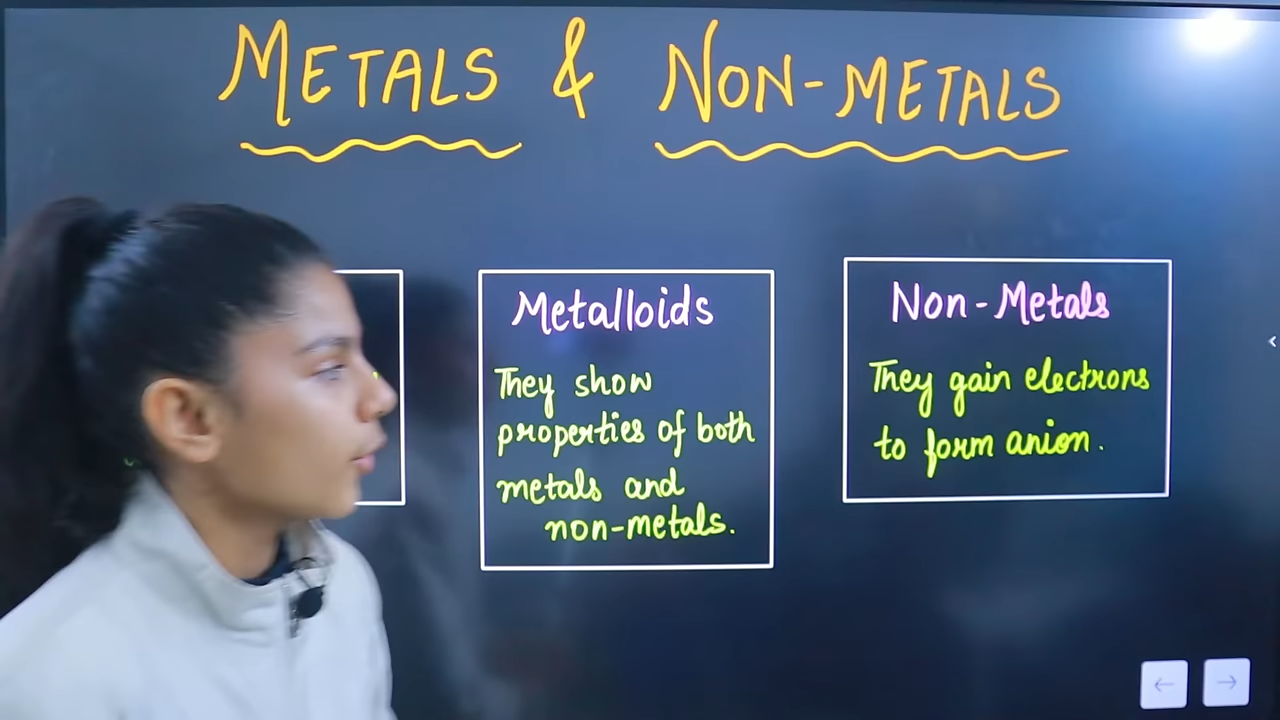 METALS & NON-METALS
Metalloids
They show
properties of both
metals and
non-metals.
Non-Metals
They gain electrons
to form anion.